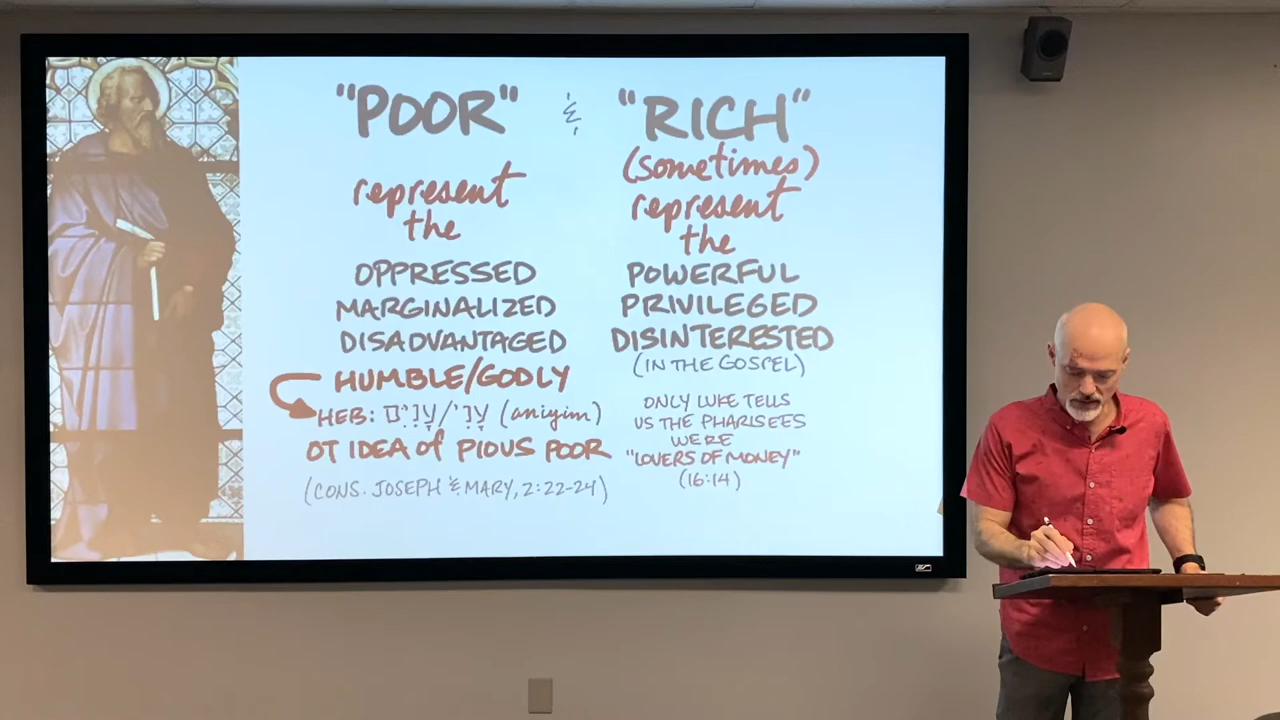 "POOR" & "RICH"
represent
the
OPPRESSED
MARGINALIZED
DISADVANTAGED
HUMBLE/GODLY
HEB: עָנִי/עֲנִיִּים (aniyim)
OT IDEA of PIOUS POOR
(CONS. JOSEPH & MARY, 2:22-24)
(sometimes)
represent
the
POWERFUL
PRIVILEGED
DISINTERESTED
(IN THE GOSPEL)
ONLY LUKE TELLS
US THE PHARISEES
WERE
"LOVERS OF MONEY"
(16:14)